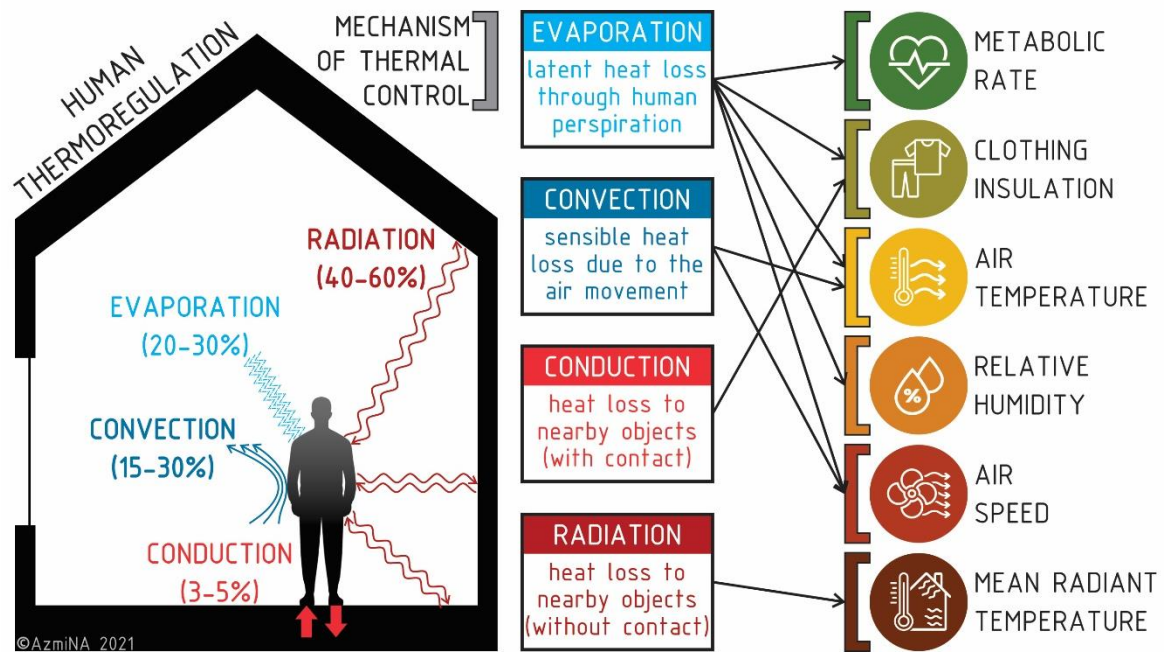 HUMAN
THERMOREGULATION
RADIATION
(40-60%)
EVAPORATION
(20-30%)
CONVECTION
(15-30%)
CONDUCTION
(3-5%)
©AzmiNA 2021
MECHANISM
OF THERMAL
CONTROL
EVAPORATION
latent heat loss
through human
perspiration
CONVECTION
sensible heat
loss due to the
air movement
CONDUCTION
heat loss to
nearby objects
(with contact)
RADIATION
heat loss to
nearby objects
(without contact)
METABOLIC
RATE
CLOTHING
INSULATION
AIR
TEMPERATURE
%
RELATIVE
HUMIDITY
AIR
SPEED
MEAN RADIANT
TEMPERATURE